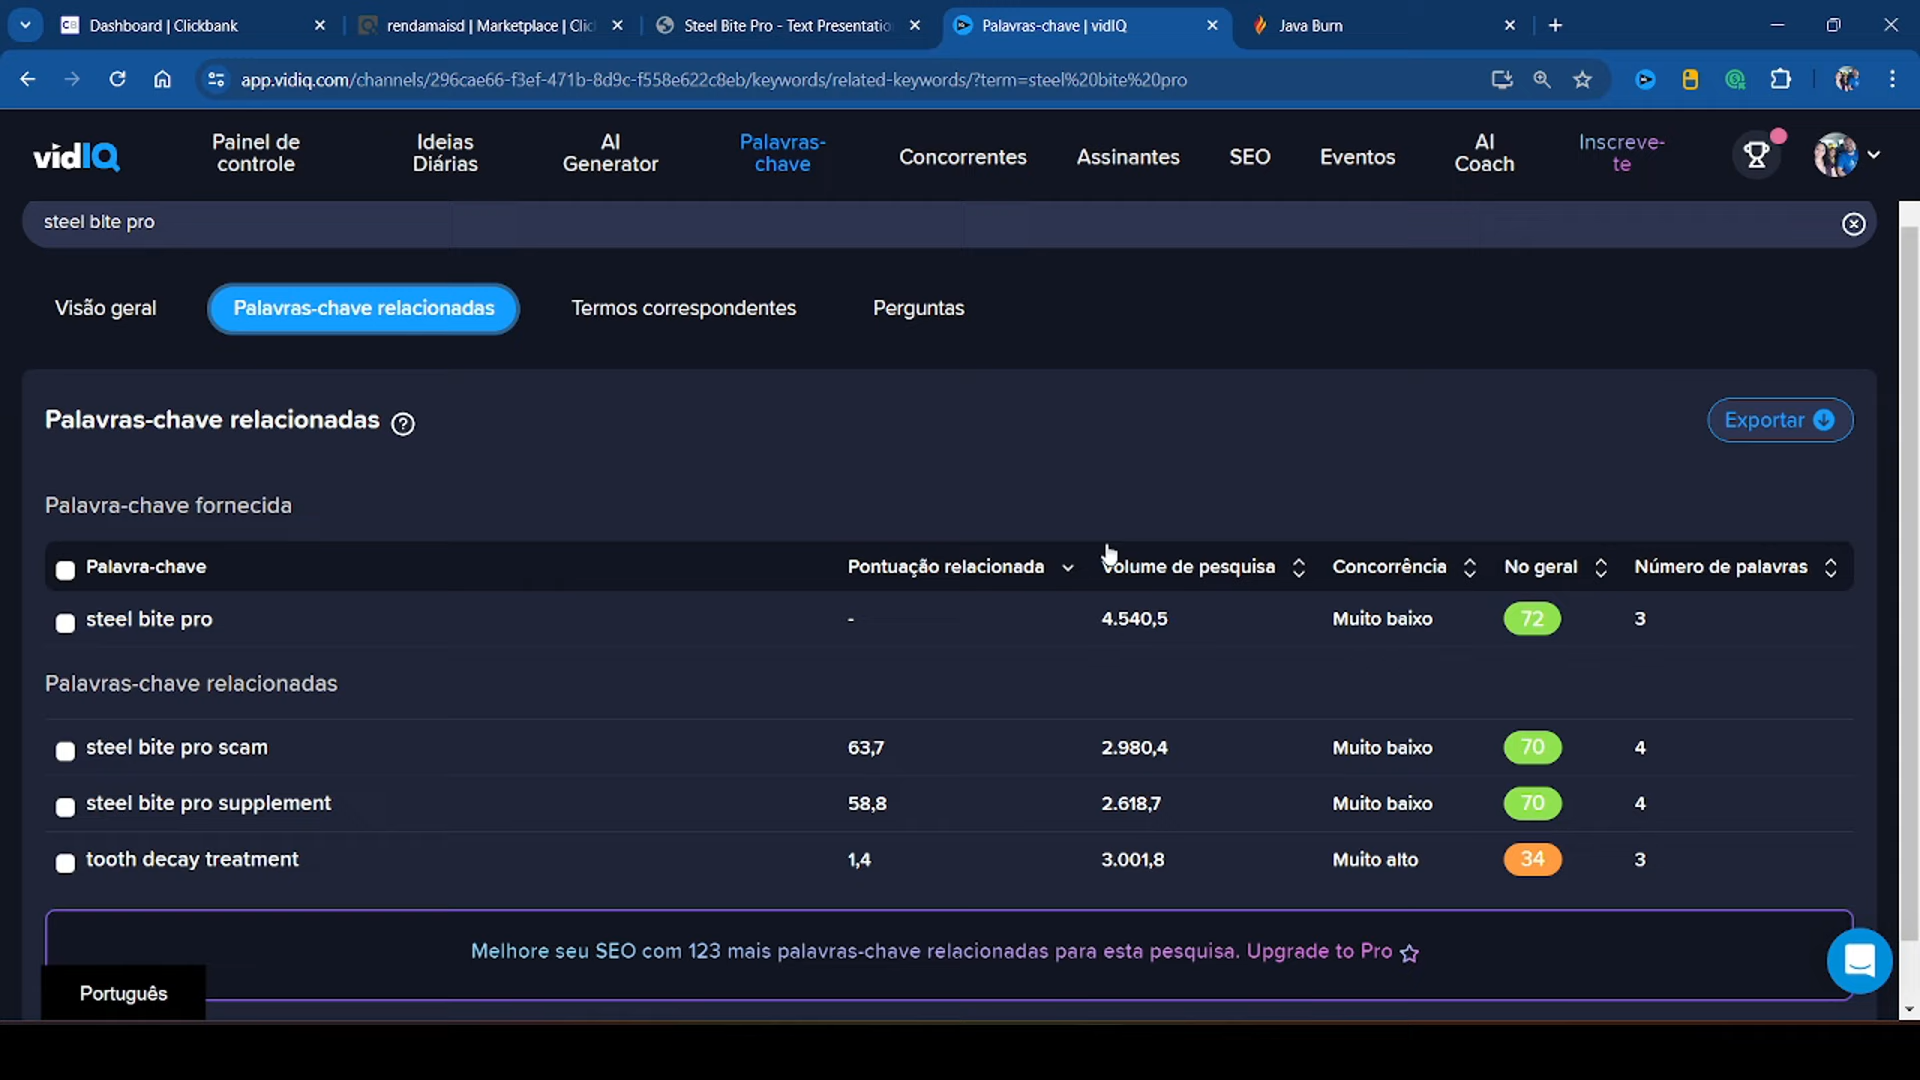 Dashboard | Clickbank
rendamaisd | Marketplace | Clic
Steel Bite Pro - Text Presentatio
Palavras-chave | vidIQ
Java Burn
app.vidiq.com/channels/296cae66-f3ef-471b-8d9c-f558e622c8eb/keywords/related-keywords/?term=steel%20bite%20pro
vidIQ
Painel de controle
Ideias Diárias
AI Generator
Palavras-chave
Concorrentes
Assinantes
SEO
Eventos
AI Coach
Inscreve-te
steel bite pro
Visão geral
Palavras-chave relacionadas
Termos correspondentes
Perguntas
Palavras-chave relacionadas
Exportar
Palavra-chave fornecida
Palavra-chave Pontuação relacionada Volume de pesquisa Concorrência No geral Número de palavras
steel bite pro - 4.540,5 Muito baixo 72 3
Palavras-chave relacionadas
steel bite pro scam 63,7 2.980,4 Muito baixo 70 4
steel bite pro supplement 58,8 2.618,7 Muito baixo 70 4
tooth decay treatment 1,4 3.001,8 Muito alto 34 3
Melhore seu SEO com 123 mais palavras-chave relacionadas para esta pesquisa. Upgrade to Pro
Português